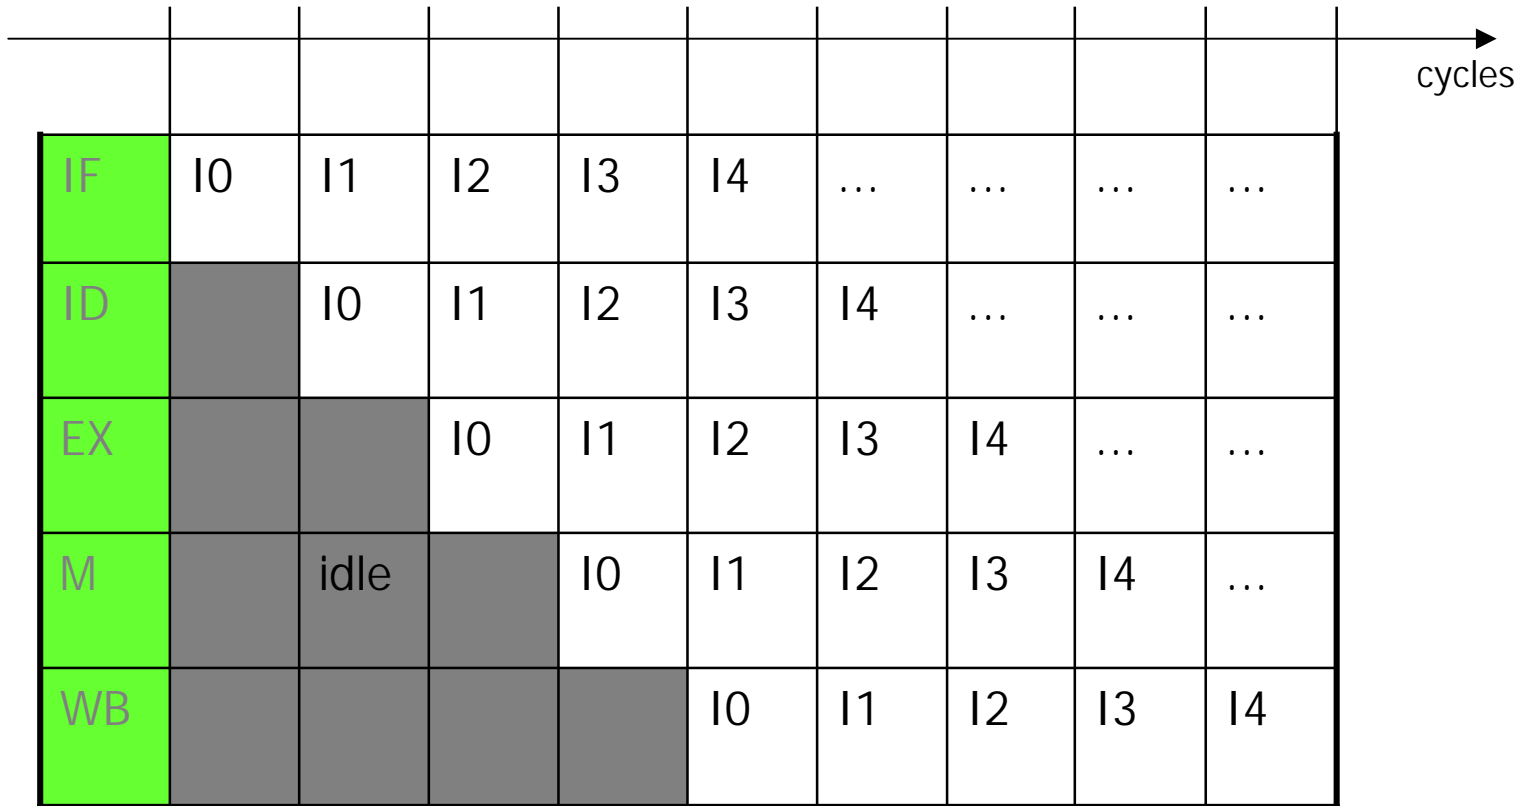 cycles
IF I0 I1 I2 I3 I4 ... ... ... ...
ID I0 I1 I2 I3 I4 ... ... ...
EX I0 I1 I2 I3 I4 ... ...
M idle I0 I1 I2 I3 I4 ...
WB I0 I1 I2 I3 I4